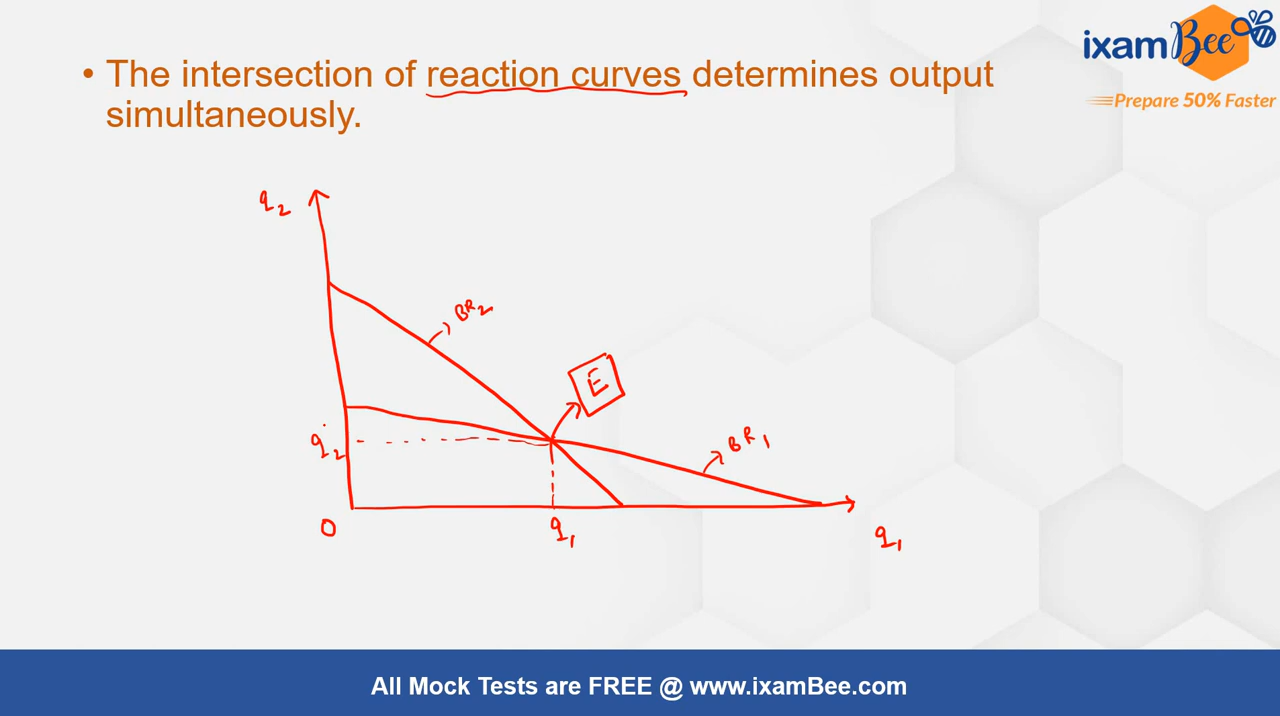 ixamBee
Prepare 50% Faster
• The intersection of reaction curves determines output
simultaneously.
q2
BR2
E
BR1
q2
O
q1
q1
All Mock Tests are FREE @ www.ixamBee.com